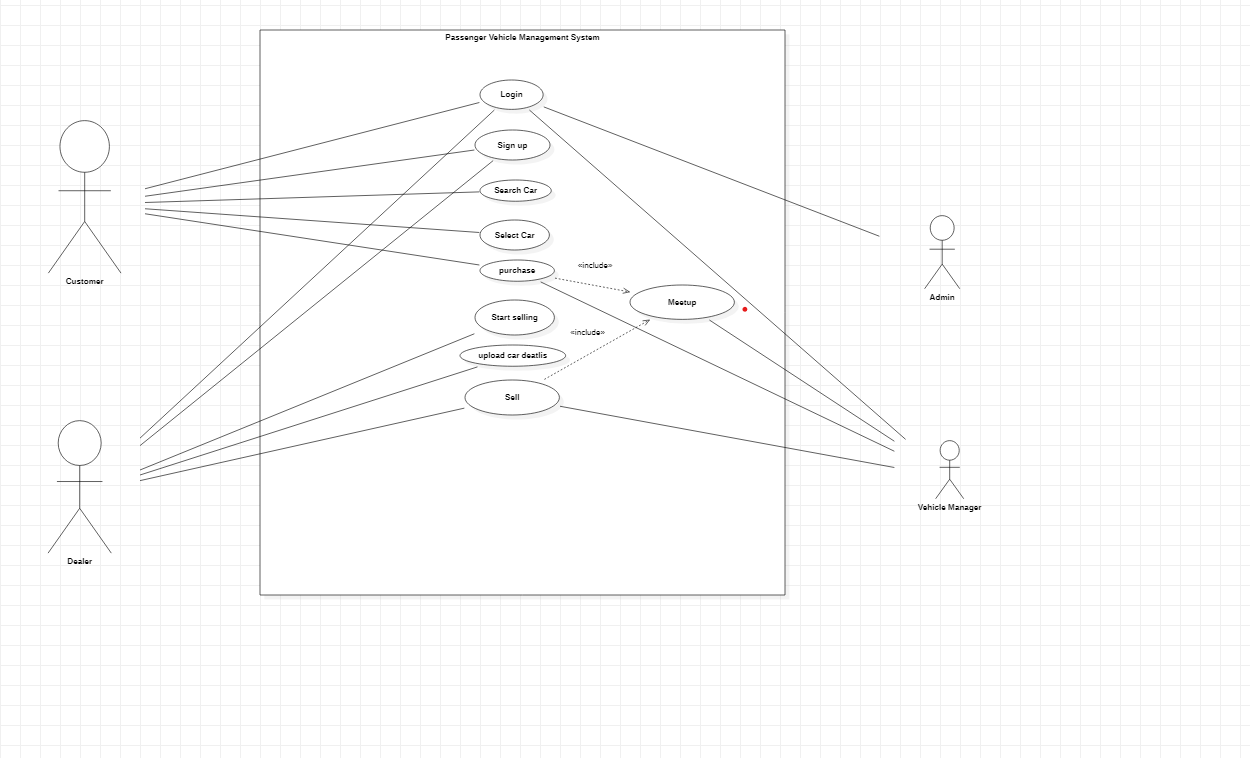 Passenger Vehicle Management System
Login
Sign up
Search Car
Select Car
purchase
«include»
Meetup
Start selling
«include»
upload car deatlis
Sell
Customer
Dealer
Admin
Vehicle Manager